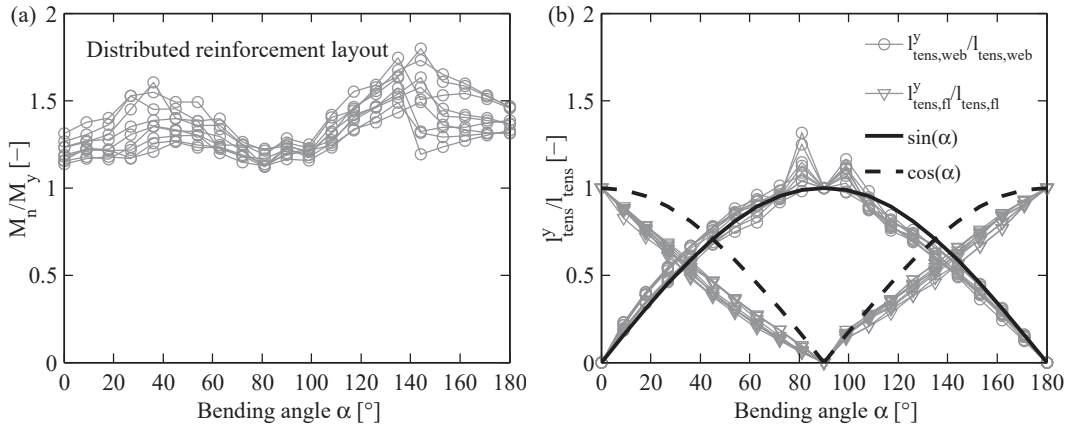 (a)
2
1.5
1
0.5
0
M_n/M_y [−]
Distributed reinforcement layout
0 20 40 60 80 100 120 140 160 180
Bending angle α [°]
(b)
2
1.5
1
0.5
0
l^y_tens/l_tens [−]
l^y_tens,web/l_tens,web
l^y_tens,fl/l_tens,fl
sin(α)
cos(α)
0 20 40 60 80 100 120 140 160 180
Bending angle α [°]